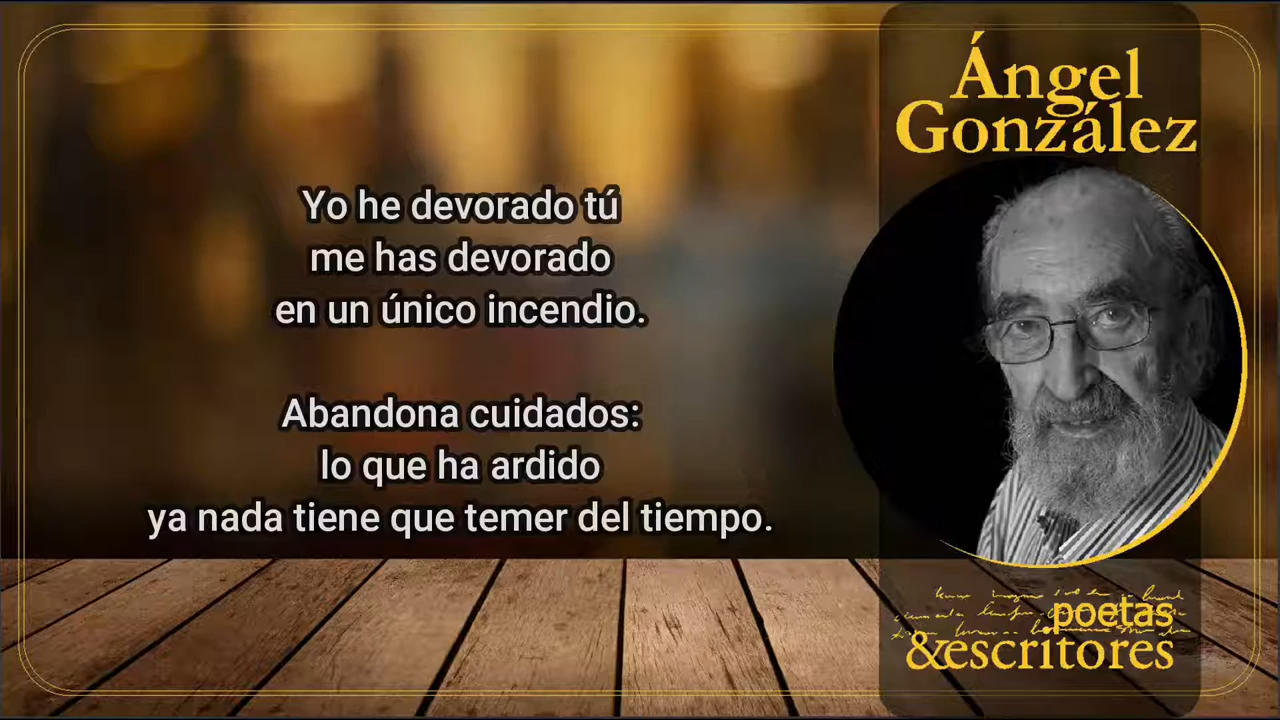 Ángel
González
Yo he devorado tú
me has devorado
en un único incendio.
Abandona cuidados:
lo que ha ardido
ya nada tiene que temer del tiempo.
poetas
&escritores